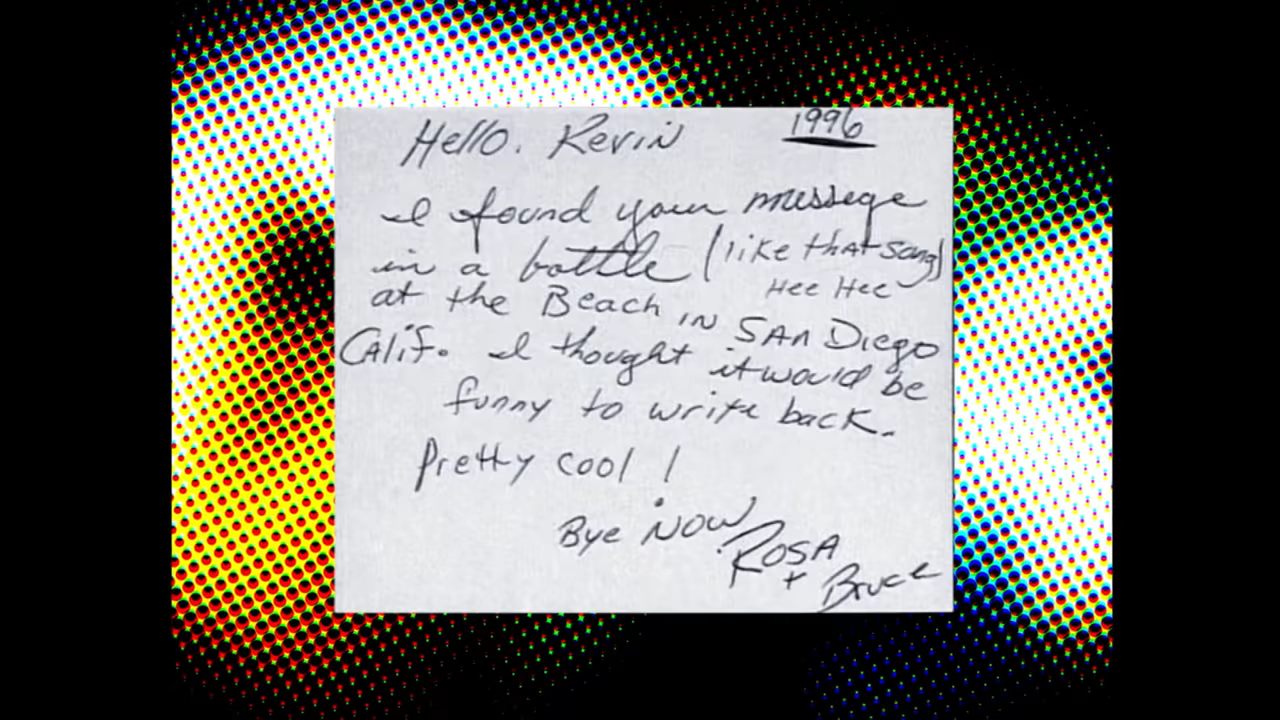 Hello. Kevin
1996
I found your messege
in a bottle (like that song)
Hee Hee
at the Beach in San Diego
Calif. I thought it would be
funny to write back.
Pretty cool!
Bye Now
Rosa
+ Bruce